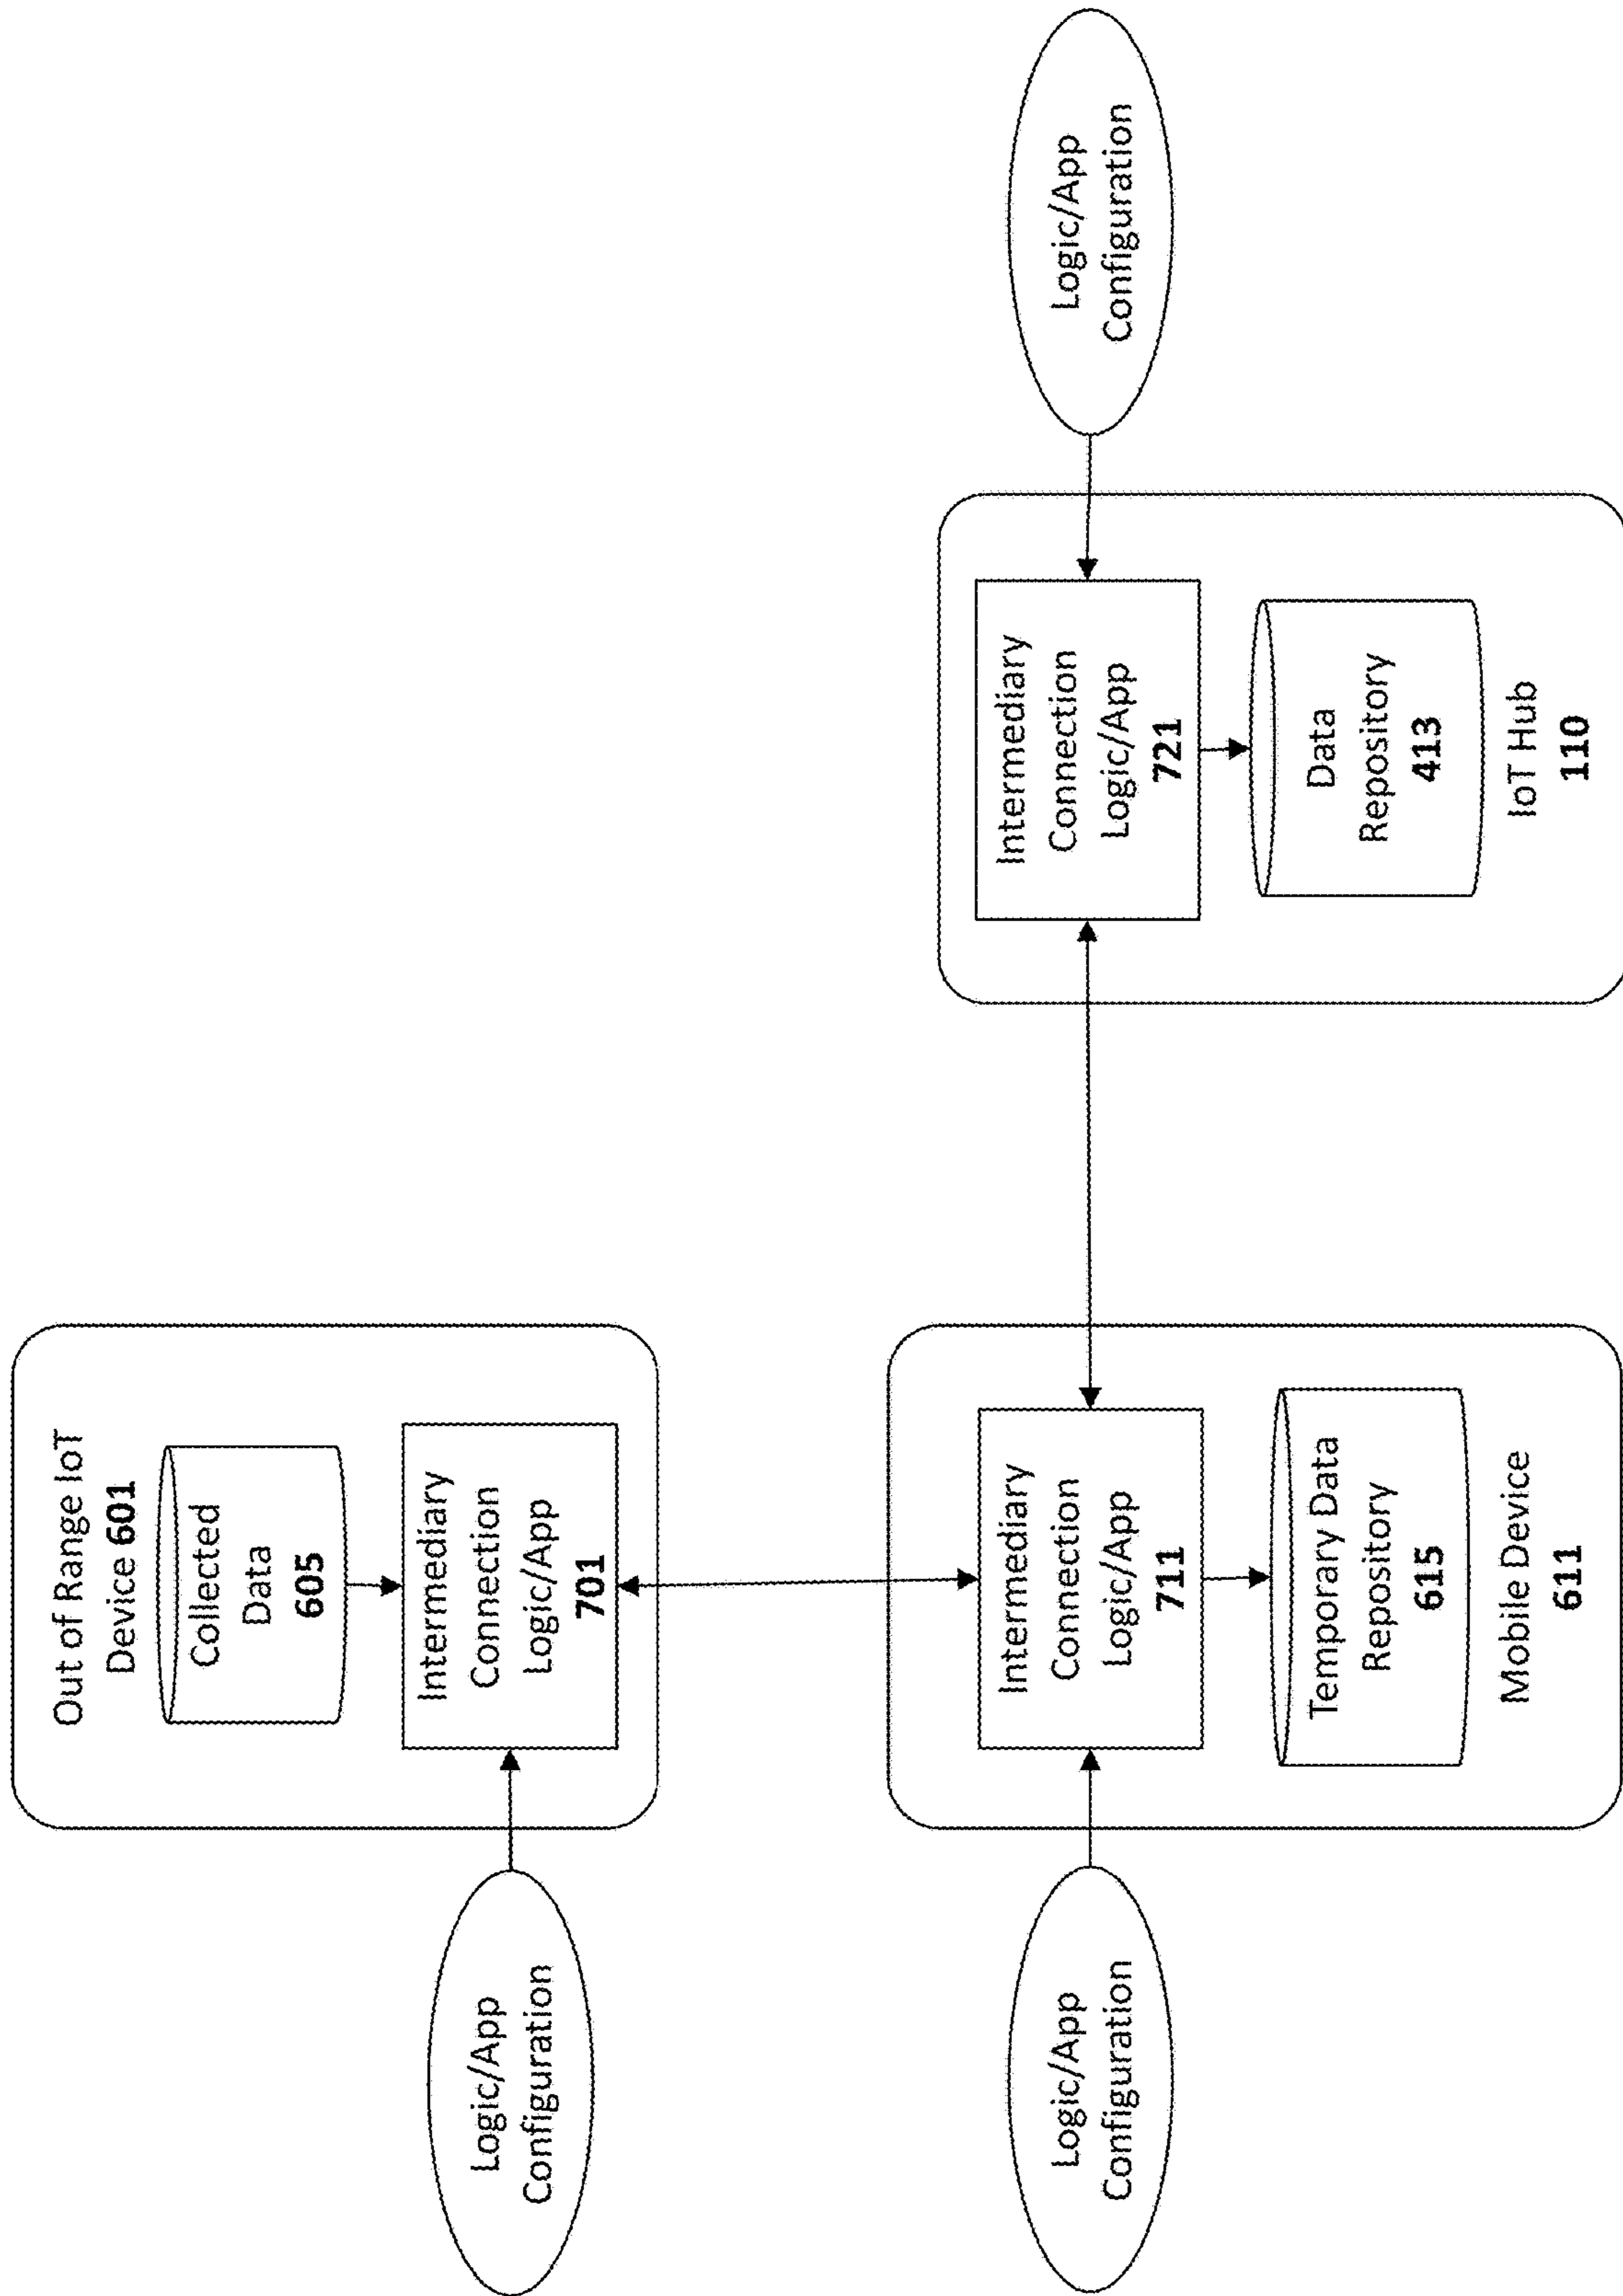 Out of Range IoT
Device 601
Collected
Data
605
Intermediary
Connection
Logic/App
701
Logic/App
Configuration
Logic/App
Configuration
Intermediary
Connection
Logic/App
711
Temporary Data
Repository
615
Mobile Device
611
Intermediary
Connection
Logic/App
721
Data
Repository
413
IoT Hub
110
Logic/App
Configuration